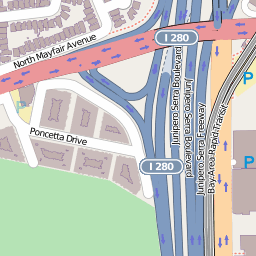 I 280
North Mayfair Avenue
P
Poncetta Drive
I 280
P
Junipero Serra Boulevard
Junipero Serra Boulevard
Junipero Serra Freeway
Bay Area Rapid Transit